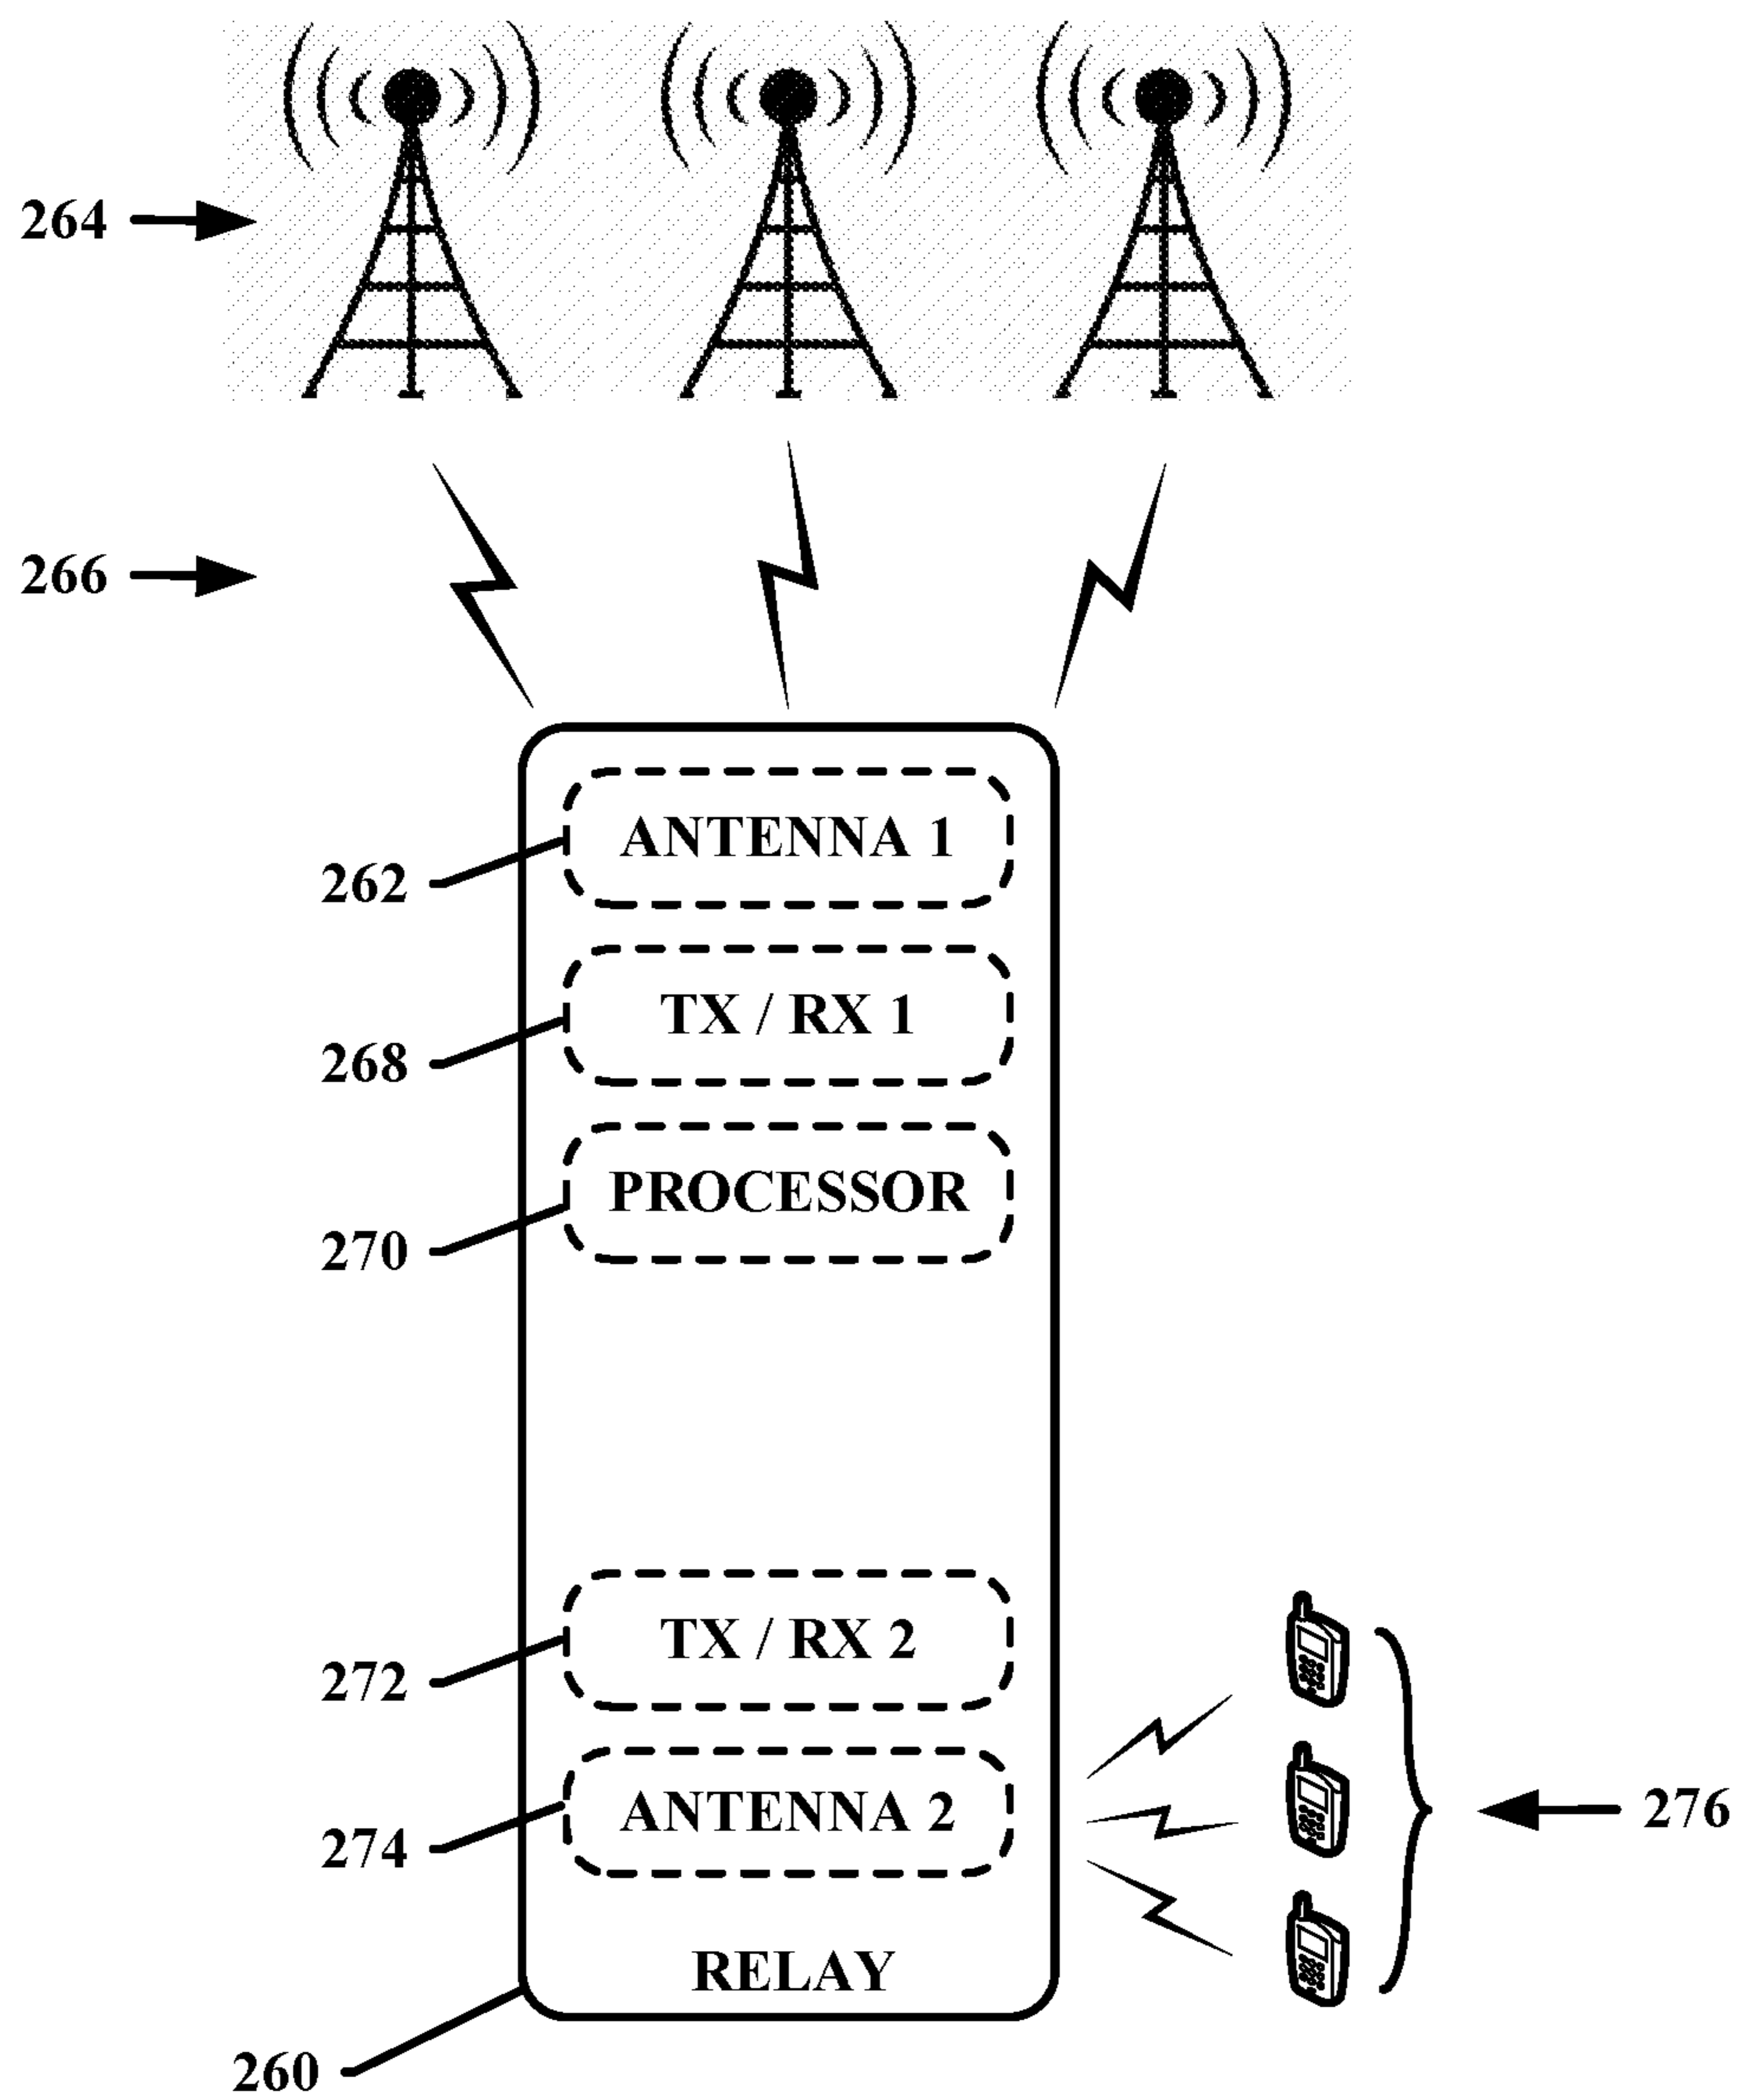 264
266
ANTENNA 1
262
TX / RX 1
268
PROCESSOR
270
TX / RX 2
272
ANTENNA 2
276
274
RELAY
260